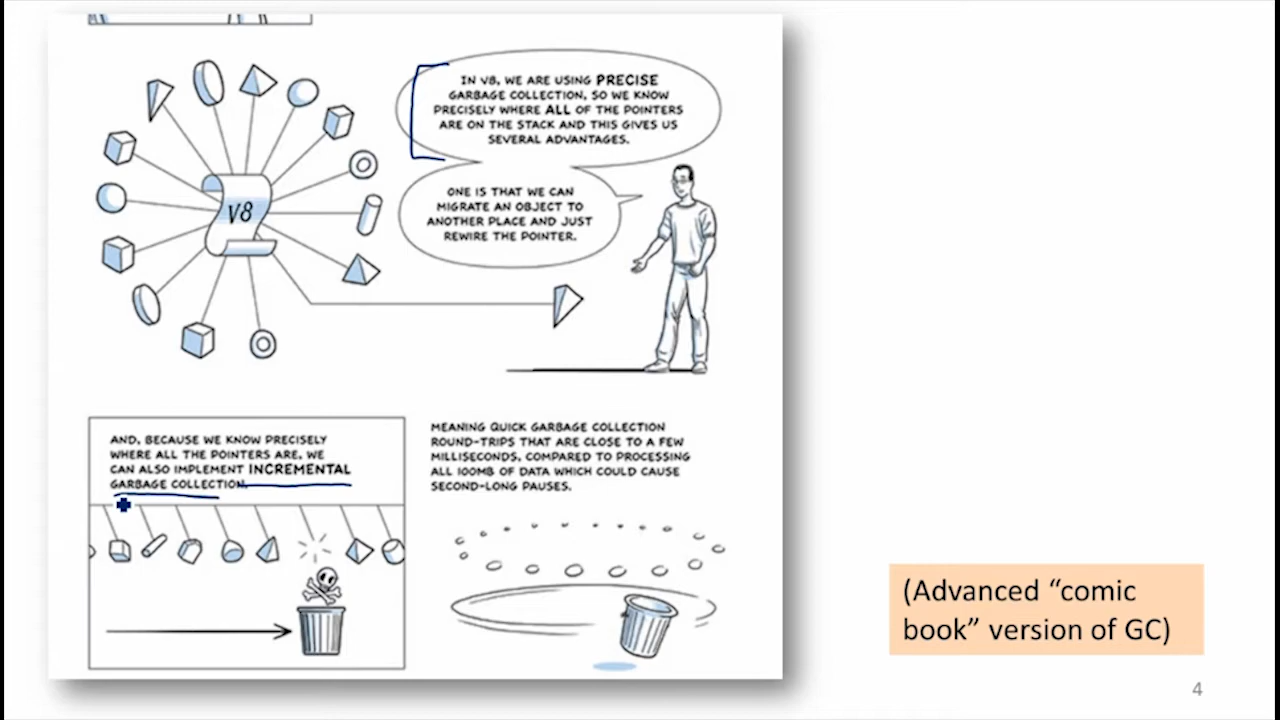 IN V8, WE ARE USING PRECISE
GARBAGE COLLECTION, SO WE KNOW
PRECISELY WHERE ALL OF THE POINTERS
ARE ON THE STACK AND THIS GIVES US
SEVERAL ADVANTAGES.
V8
ONE IS THAT WE CAN
MIGRATE AN OBJECT TO
ANOTHER PLACE AND JUST
REWIRE THE POINTER.
AND, BECAUSE WE KNOW PRECISELY
WHERE ALL THE POINTERS ARE, WE
CAN ALSO IMPLEMENT INCREMENTAL
GARBAGE COLLECTION.
MEANING QUICK GARBAGE COLLECTION
ROUND-TRIPS THAT ARE CLOSE TO A FEW
MILLISECONDS, COMPARED TO PROCESSING
ALL 100MB OF DATA WHICH COULD CAUSE
SECOND-LONG PAUSES.
(Advanced “comic
book” version of GC)
4